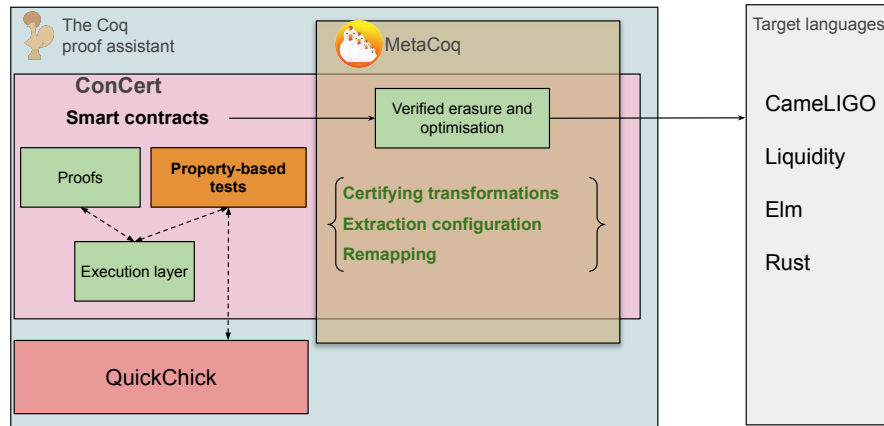 The Coq
proof assistant
MetaCoq
Target languages
ConCert
Smart contracts
Verified erasure and
optimisation
CameLIGO
Liquidity
Elm
Rust
Proofs
Property-based
tests
Certifying transformations
Extraction configuration
Remapping
Execution layer
QuickChick